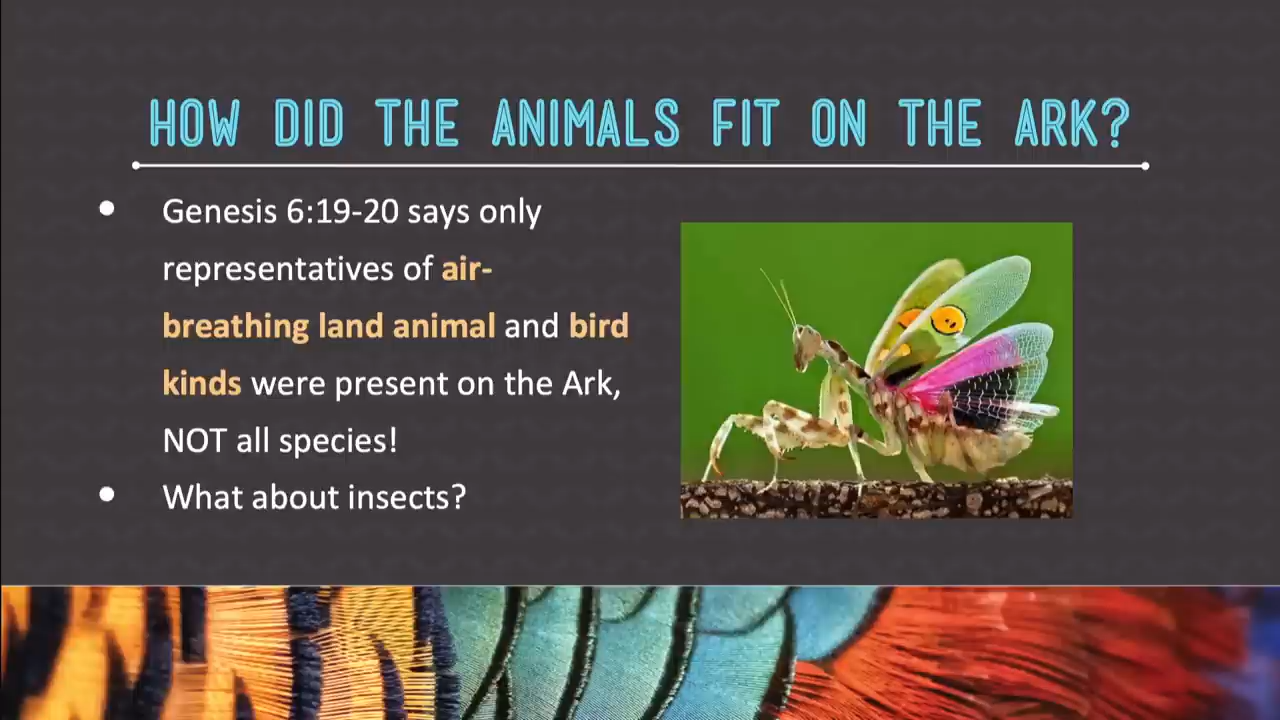 HOW DID THE ANIMALS FIT ON THE ARK?
• Genesis 6:19-20 says only
representatives of air-
breathing land animal and bird
kinds were present on the Ark,
NOT all species!
• What about insects?